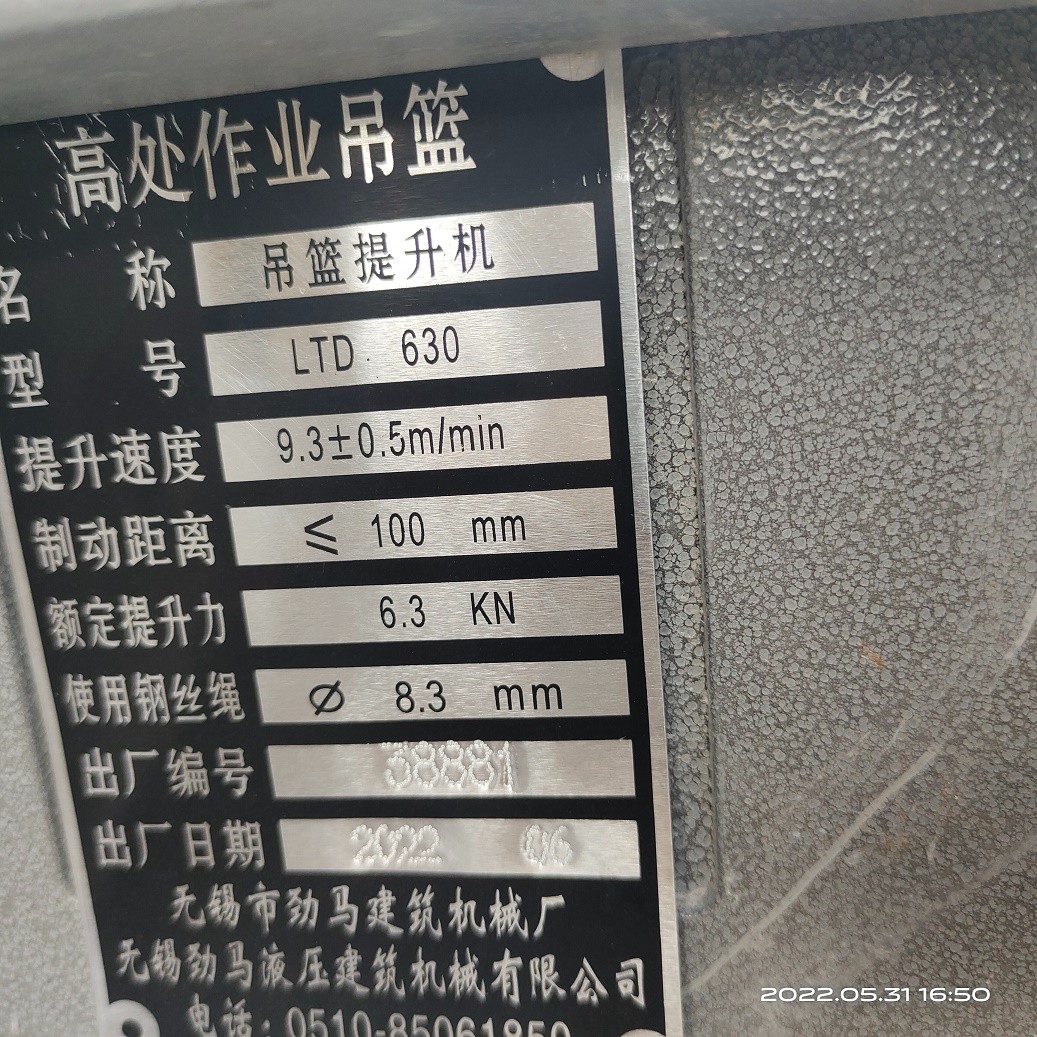 高处作业吊篮
名 称 吊篮提升机
型 号 LTD 630
提升速度 9.3±0.5m/min
制动距离 ≤ 100 mm
额定提升力 6.3 KN
使用钢丝绳 Ø 8.3 mm
出厂编号 38881
出厂日期 2022 06
无锡市劲马建筑机械厂
无锡劲马液压建筑机械有限公司
电话:0510-85061850
2022.05.31 16:50